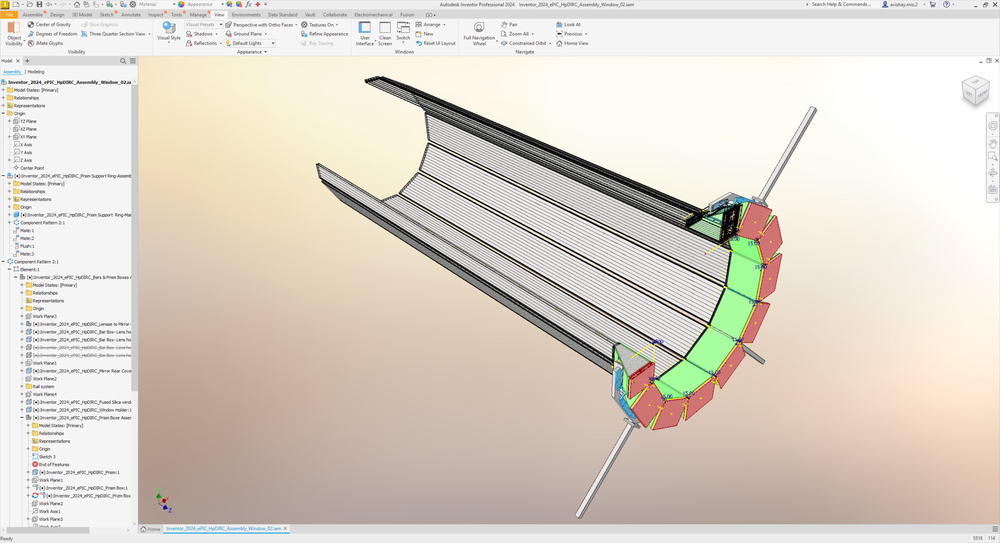 Material
Appearance
Autodesk Inventor Professional 2024 Inventor_2024_ePIC_HpDIRC_Assembly_Window_02.iam
Search Help & Commands...
avishay.miz.2
File Assemble Design 3D Model Sketch Annotate Inspect Tools Manage View Environments Data Standard Vault Collaborate Electromechanical Fusion
Object Visibility
Center of Gravity
Degrees of Freedom
iMate Glyphs
Slice Graphics
Three Quarter Section View
Visibility
Visual Style
Visual Presets
Shadows
Reflections
Perspective with Ortho Faces
Ground Plane
Default Lights
Textures On
Refine Appearance
Ray Tracing
Appearance
User Interface
Clean Screen
Switch
Arrange
New
Reset UI Layout
Windows
Full Navigation Wheel
Pan
Zoom All
Constrained Orbit
Look At
Previous
Home View
Navigate
Model
Assembly | Modeling
Inventor_2024_ePIC_HpDIRC_Assembly_Window_02.ia
Model States: [Primary]
Relationships
Representations
Origin
YZ Plane
XZ Plane
XY Plane
X Axis
Y Axis
Z Axis
Center Point
[•]:Inventor_2024_ePIC_HpDIRC_Prism Support Ring-Assemb
Model States: [Primary]
Relationships
Representations
Origin
[•]:Inventor_2024_ePIC_HpDIRC_Prism Support Ring-Mai
Component Pattern 2:1
Mate:1
Mate:2
Flush:1
Mate:3
Component Pattern 2:1
Element:1
[•]:Inventor_2024_ePIC_HpDIRC_Bars & Prism Boxes A
Model States: [Primary]
Relationships
Representations
Origin
Work Plane3
[•]:Inventor_2024_ePIC_HpDIRC_Lensse to Mirror-
[•]:Inventor_2024_ePIC_HpDIRC_Bar Box- Lens ho
[•]:Inventor_2024_ePIC_HpDIRC_Bar Box- Lens ho
[•]:Inventor_2024_ePIC_HpDIRC_Bar Box- Lens ho
[•]:Inventor_2024_ePIC_HpDIRC_Bar Box- Lens ho
Work Plane1
[•]:Inventor_2024_ePIC_HpDIRC_Mirror Rear Cove
Work Plane2
Rail system
Work Plane4
[•]:Inventor_2024_ePIC_HpDIRC_Fused Silica wind
[•]:Inventor_2024_ePIC_HpDIRC_Window Holder:1
[•]:Inventor_2024_ePIC_HpDIRC_Prism Boxe Asser
Model States: [Primary]
Relationships
Representations
Origin
Sketch 3
End of Features
[•]:Inventor_2024_ePIC_HpDIRC_Prism:1
Work Plane1
[•]:Inventor_2024_ePIC_HpDIRC_Prism Box:1
[•]:Inventor_2024_ePIC_HpDIRC_Prizm Box
Work Plane2
Work Axis1
Work Plane3
Work Axis2
TOP
LEFT FRONT
15.00
15.00
15.00
15.00
15.00
15.00
15.00
15.00
Y
X
Z
Home Inventor_2024_ePIC_HpDIRC_Assembly_Window_02.iam
Ready
5518 114